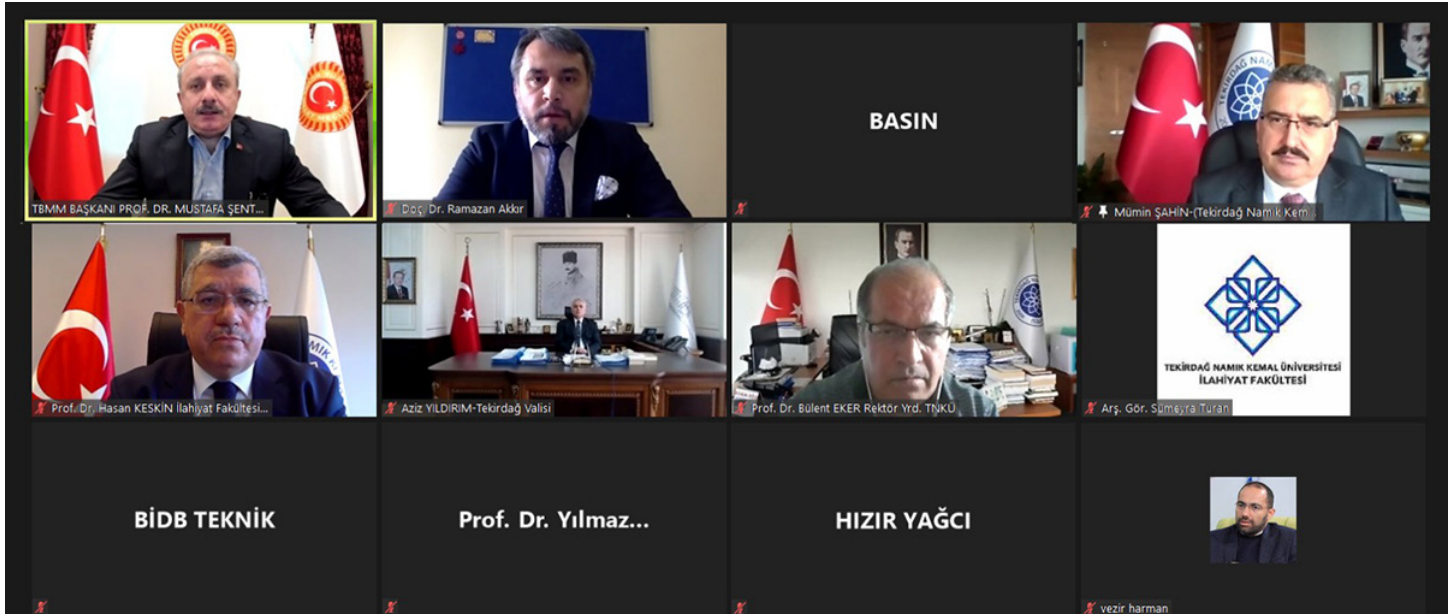 TBMM BAŞKANI PROF. DR. MUSTAFA ŞENT...
Doç. Dr. Ramazan Akkır
BASIN
TEKİRDAĞ NAM
Mümin ŞAHİN-(Tekirdağ Namık Kem...
Prof. Dr. Hasan KESKİN İlahiyat Fakültesi...
Aziz YILDIRIM-Tekirdağ Valisi
Prof. Dr. Bülent EKER Rektör Yrd. TNKÜ
TEKİRDAĞ NAMIK KEMAL ÜNİVERSİTESİ
İLAHİYAT FAKÜLTESİ
Arş. Gör. Sümeyra Turan
BİDB TEKNİK
Prof. Dr. Yılmaz...
HIZIR YAĞCI
vezir harman